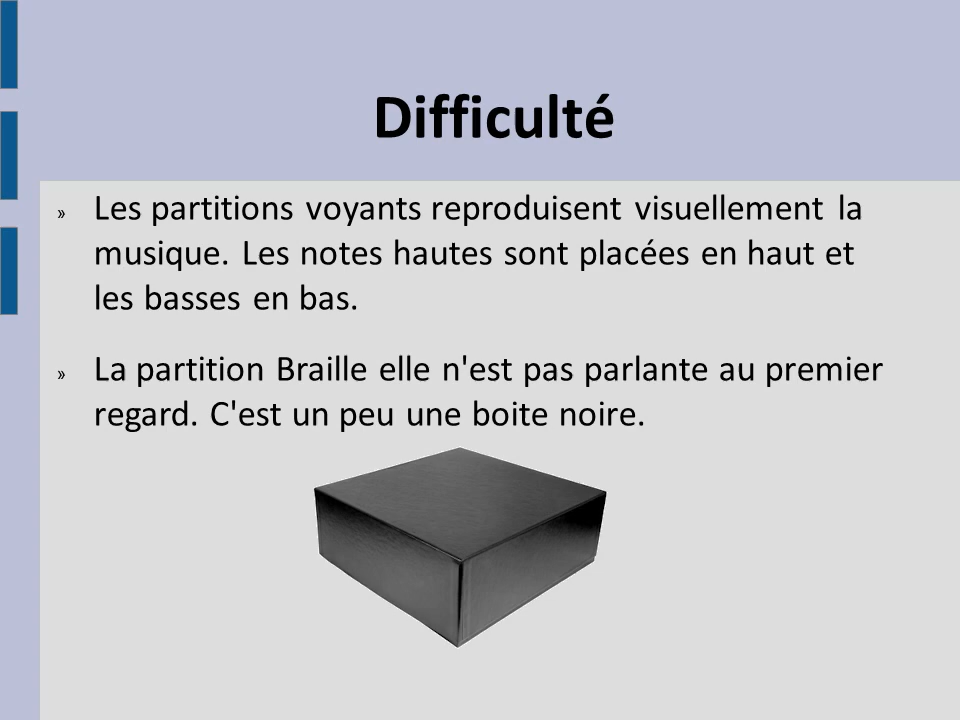 Difficulté
» Les partitions voyants reproduisent visuellement la
musique. Les notes hautes sont placées en haut et
les basses en bas.
» La partition Braille elle n'est pas parlante au premier
regard. C'est un peu une boite noire.